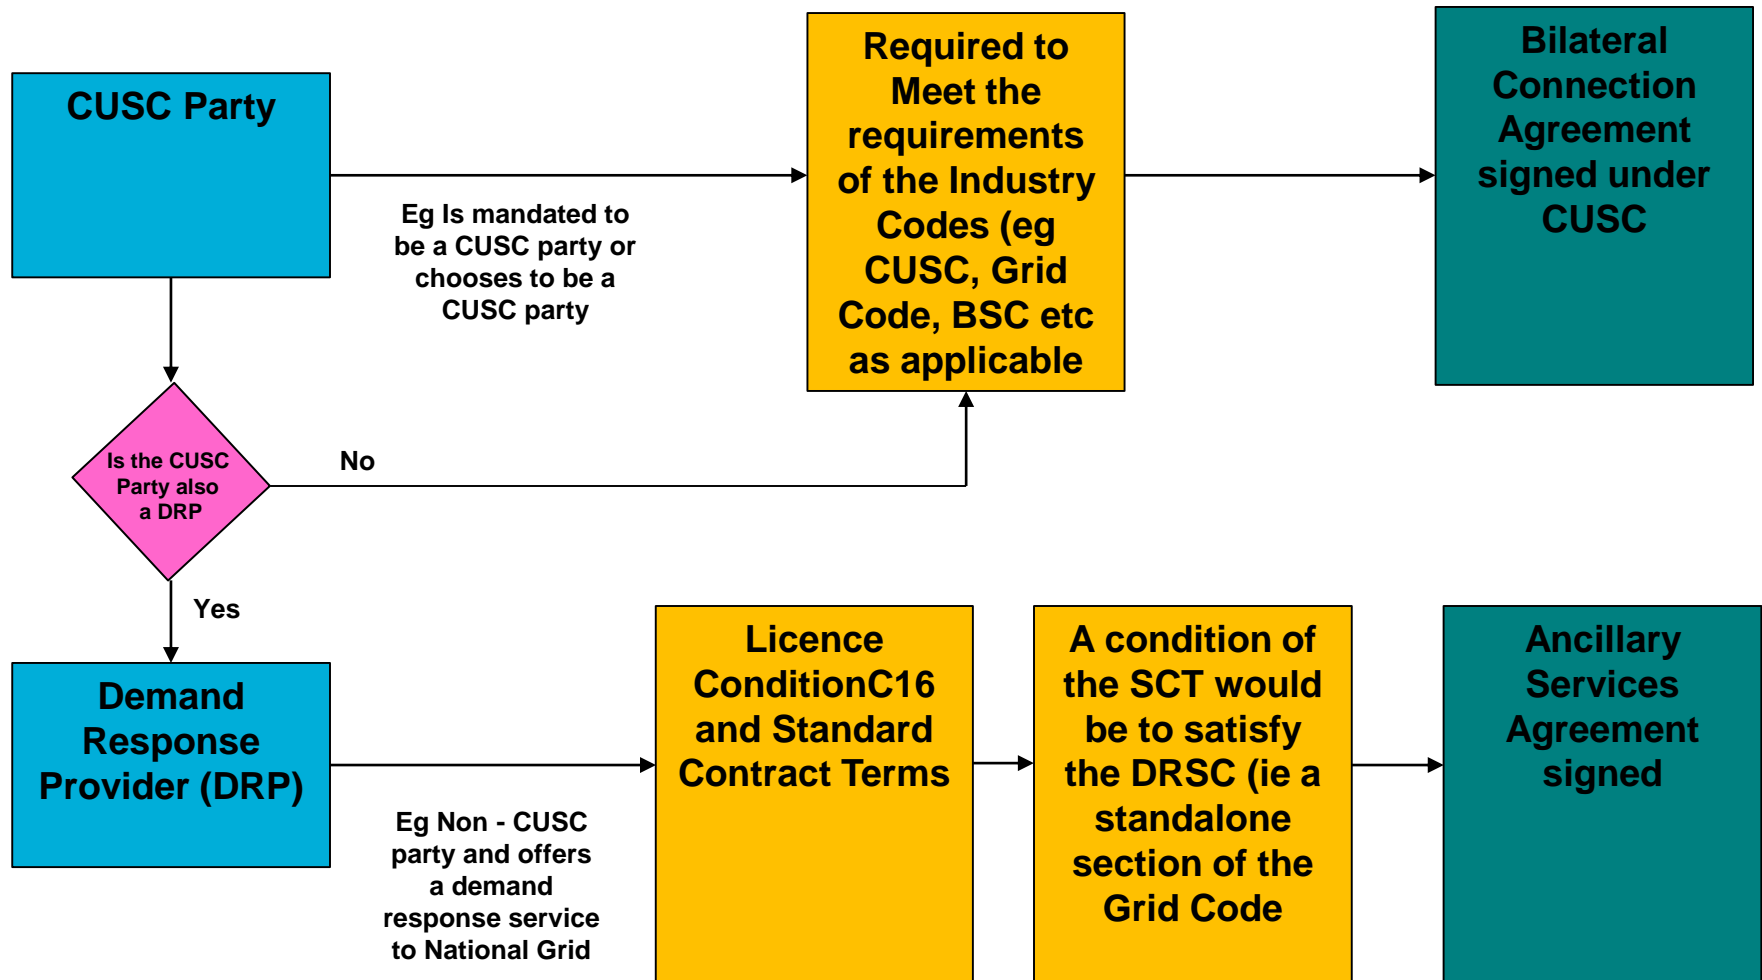 CUSC Party
Eg Is mandated to
be a CUSC party or
chooses to be a
CUSC party
Required to
Meet the
requirements
of the Industry
Codes (eg
CUSC, Grid
Code, BSC etc
as applicable
Bilateral
Connection
Agreement
signed under
CUSC
Is the CUSC
Party also
a DRP
No
Yes
Demand
Response
Provider (DRP)
Eg Non - CUSC
party and offers
a demand
response service
to National Grid
Licence
ConditionC16
and Standard
Contract Terms
A condition of
the SCT would
be to satisfy
the DRSC (ie a
standalone
section of the
Grid Code
Ancillary
Services
Agreement
signed